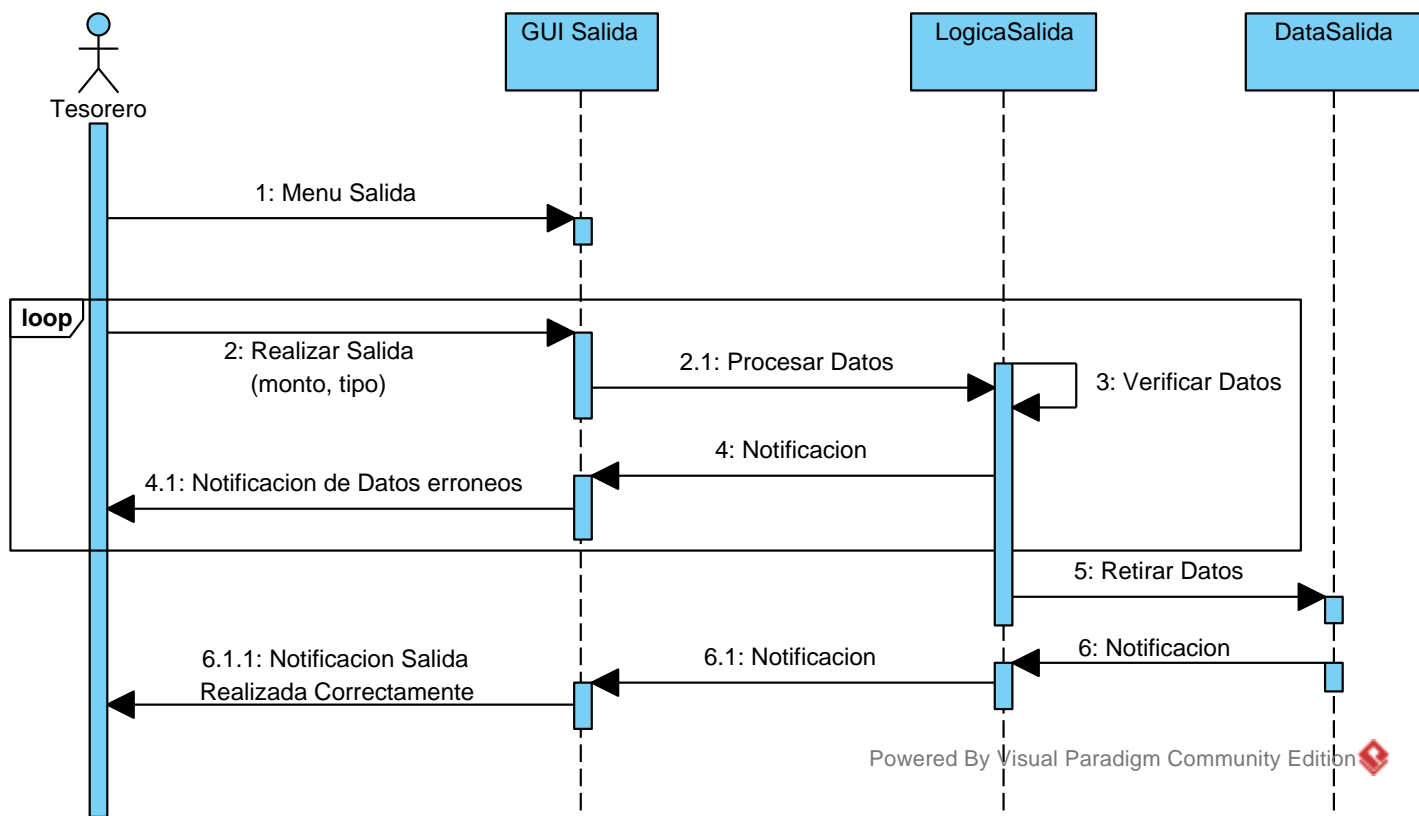 Tesorero
GUI Salida
LogicaSalida
DataSalida
1: Menu Salida
loop
2: Realizar Salida
(monto, tipo)
2.1: Procesar Datos
3: Verificar Datos
4: Notificacion
4.1: Notificacion de Datos erroneos
5: Retirar Datos
6: Notificacion
6.1: Notificacion
6.1.1: Notificacion Salida
Realizada Correctamente
Powered By Visual Paradigm Community Edition